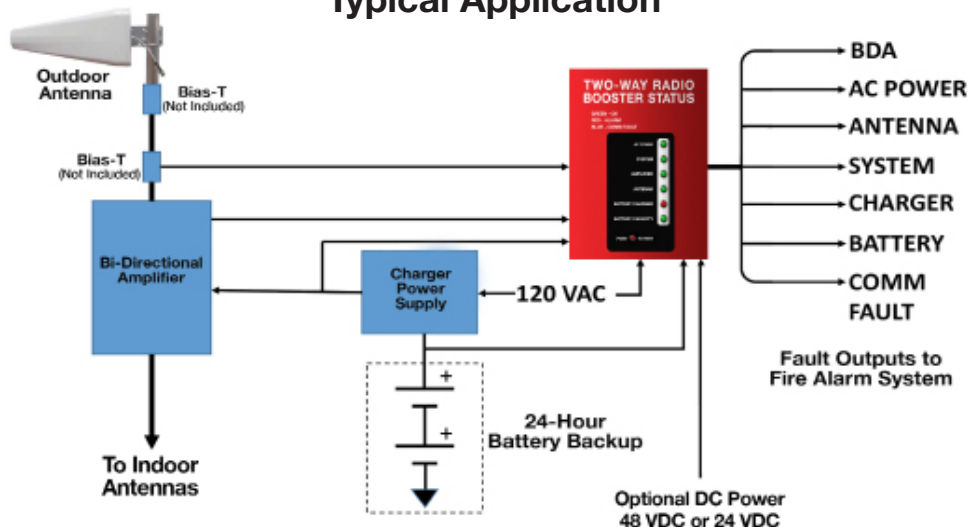 Typical Application
Outdoor
Antenna
Bias-T
(Not Included)
Bias-T
(Not Included)
Bi-Directional
Amplifier
To Indoor
Antennas
Charger
Power
Supply
120 VAC
+
+
24-Hour
Battery Backup
TWO-WAY RADIO
BOOSTER STATUS
BDA
AC POWER
ANTENNA
SYSTEM
CHARGER
BATTERY
COMM
FAULT
Fault Outputs to
Fire Alarm System
Optional DC Power
48 VDC or 24 VDC